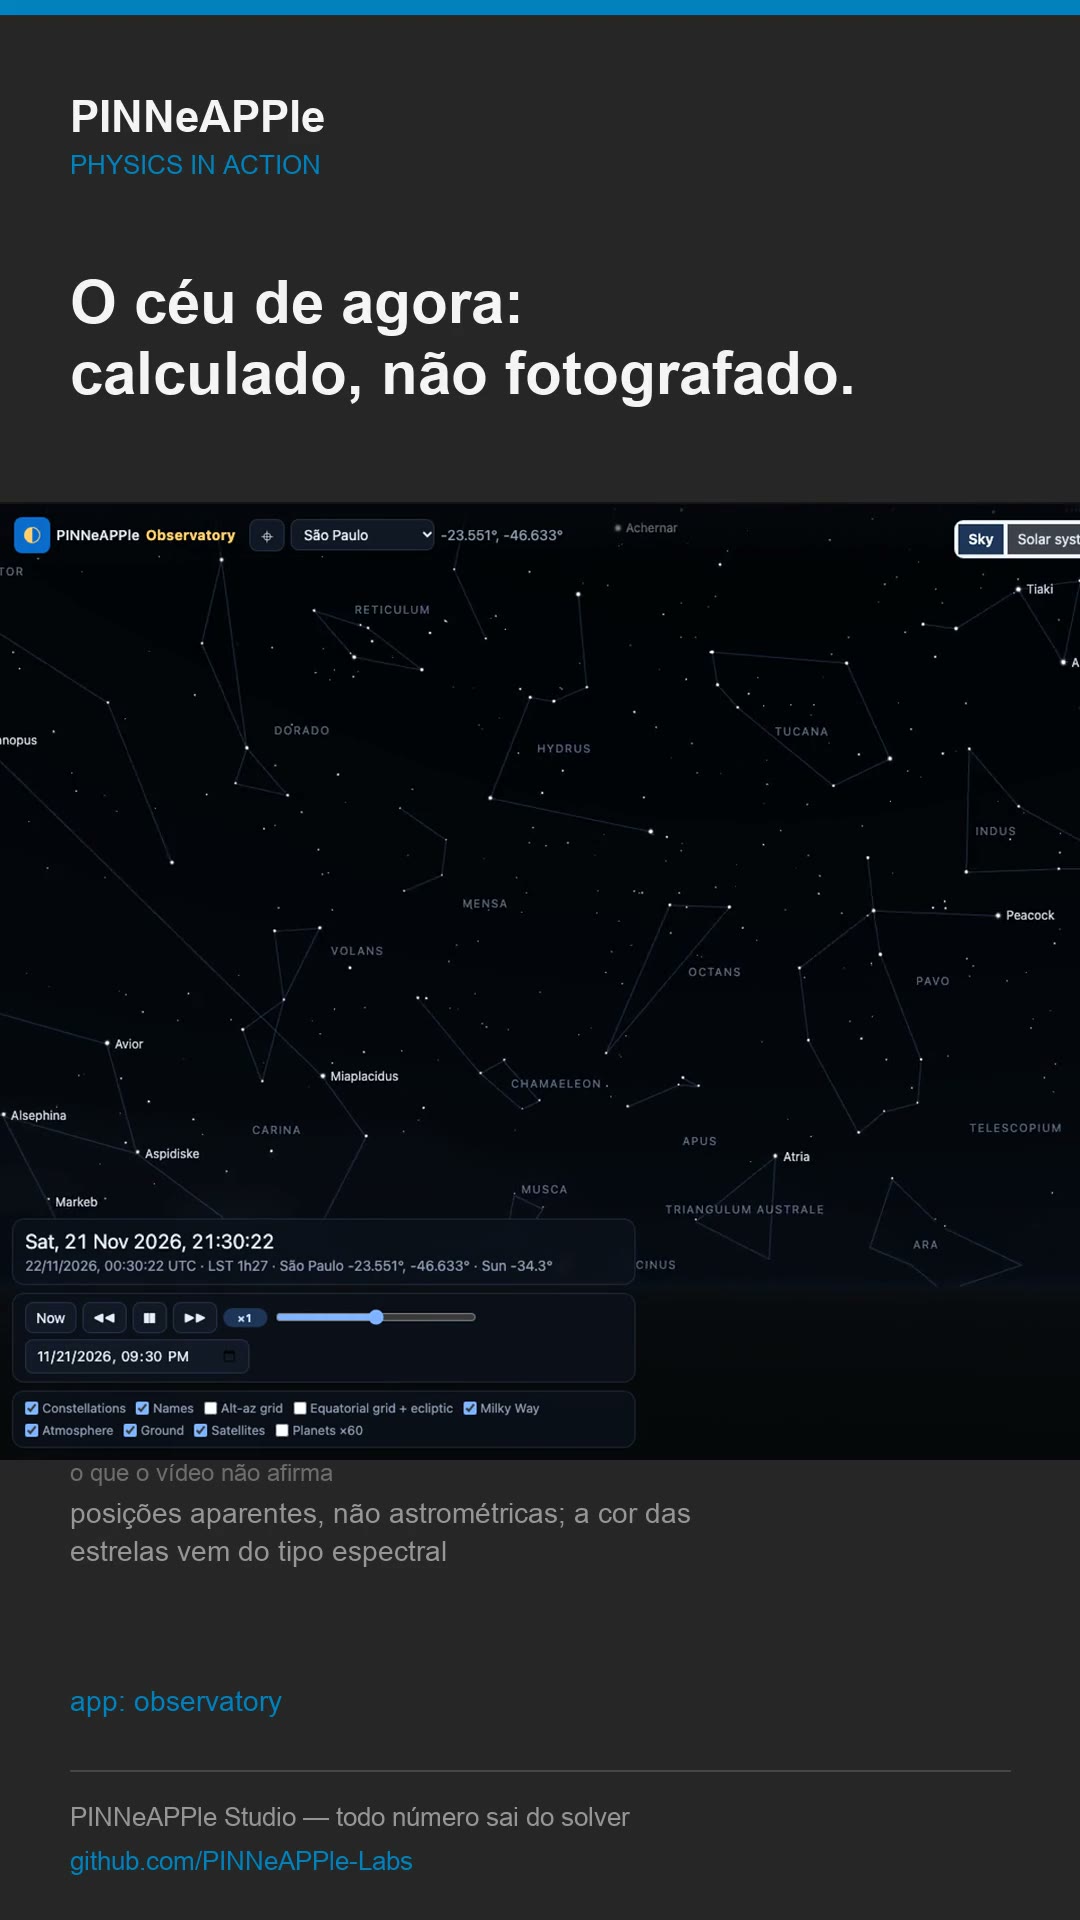 PINNeAPPle
PHYSICS IN ACTION
O céu de agora:
calculado, não fotografado.
PINNeAPPle Observatory
São Paulo
-23.551°, -46.633°
Achernar
Sky
Solar syst
TOR
Tiaki
RETICULUM
A
DORADO
TUCANA
nopus
HYDRUS
INDUS
MENSA
Peacock
VOLANS
OCTANS
PAVO
Avior
Miaplacidus
CHAMAELEON
Alsephina
CARINA
TELESCOPIUM
APUS
Aspidiske
Atria
MUSCA
Markeb
TRIANGULUM AUSTRALE
ARA
CINUS
Sat, 21 Nov 2026, 21:30:22
22/11/2026, 00:30:22 UTC · LST 1h27 · São Paulo -23.551°, -46.633° · Sun -34.3°
Now
×1
11/21/2026, 09:30 PM
Constellations Names Alt-az grid Equatorial grid + ecliptic Milky Way
Atmosphere Ground Satellites Planets ×60
o que o vídeo não afirma
posições aparentes, não astrométricas; a cor das
estrelas vem do tipo espectral
app: observatory
PINNeAPPle Studio — todo número sai do solver
github.com/PINNeAPPle-Labs